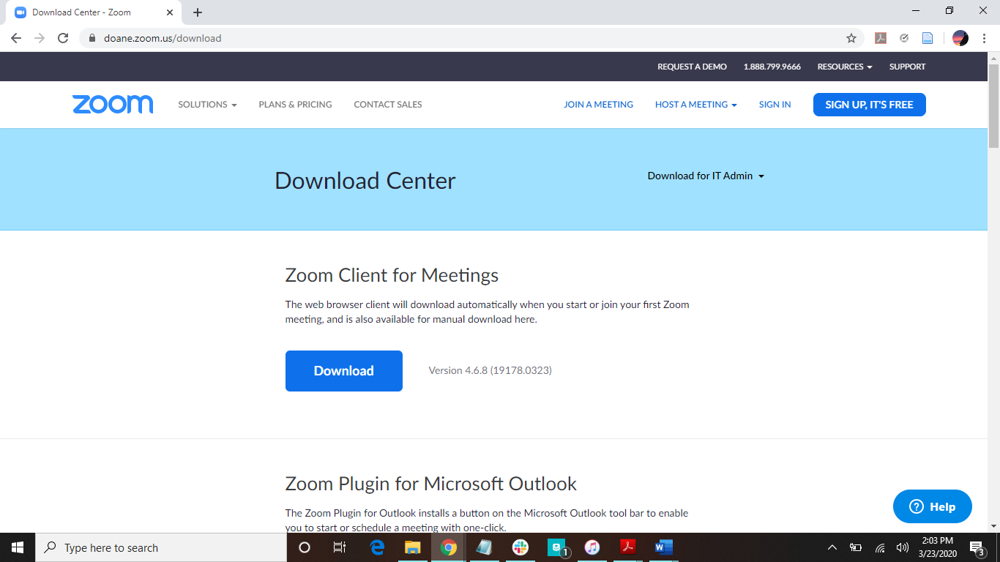 Download Center - Zoom
doane.zoom.us/download
REQUEST A DEMO 1.888.799.9666 RESOURCES SUPPORT
zoom SOLUTIONS PLANS & PRICING CONTACT SALES JOIN A MEETING HOST A MEETING SIGN IN SIGN UP, IT'S FREE
Download Center
Download for IT Admin
Zoom Client for Meetings
The web browser client will download automatically when you start or join your first Zoom
meeting, and is also available for manual download here.
Download Version 4.6.8 (19178.0323)
Zoom Plugin for Microsoft Outlook
The Zoom Plugin for Outlook installs a button on the Microsoft Outlook tool bar to enable
you to start or schedule a meeting with one-click.
Help
Type here to search
1
2:03 PM
3/23/2020
3